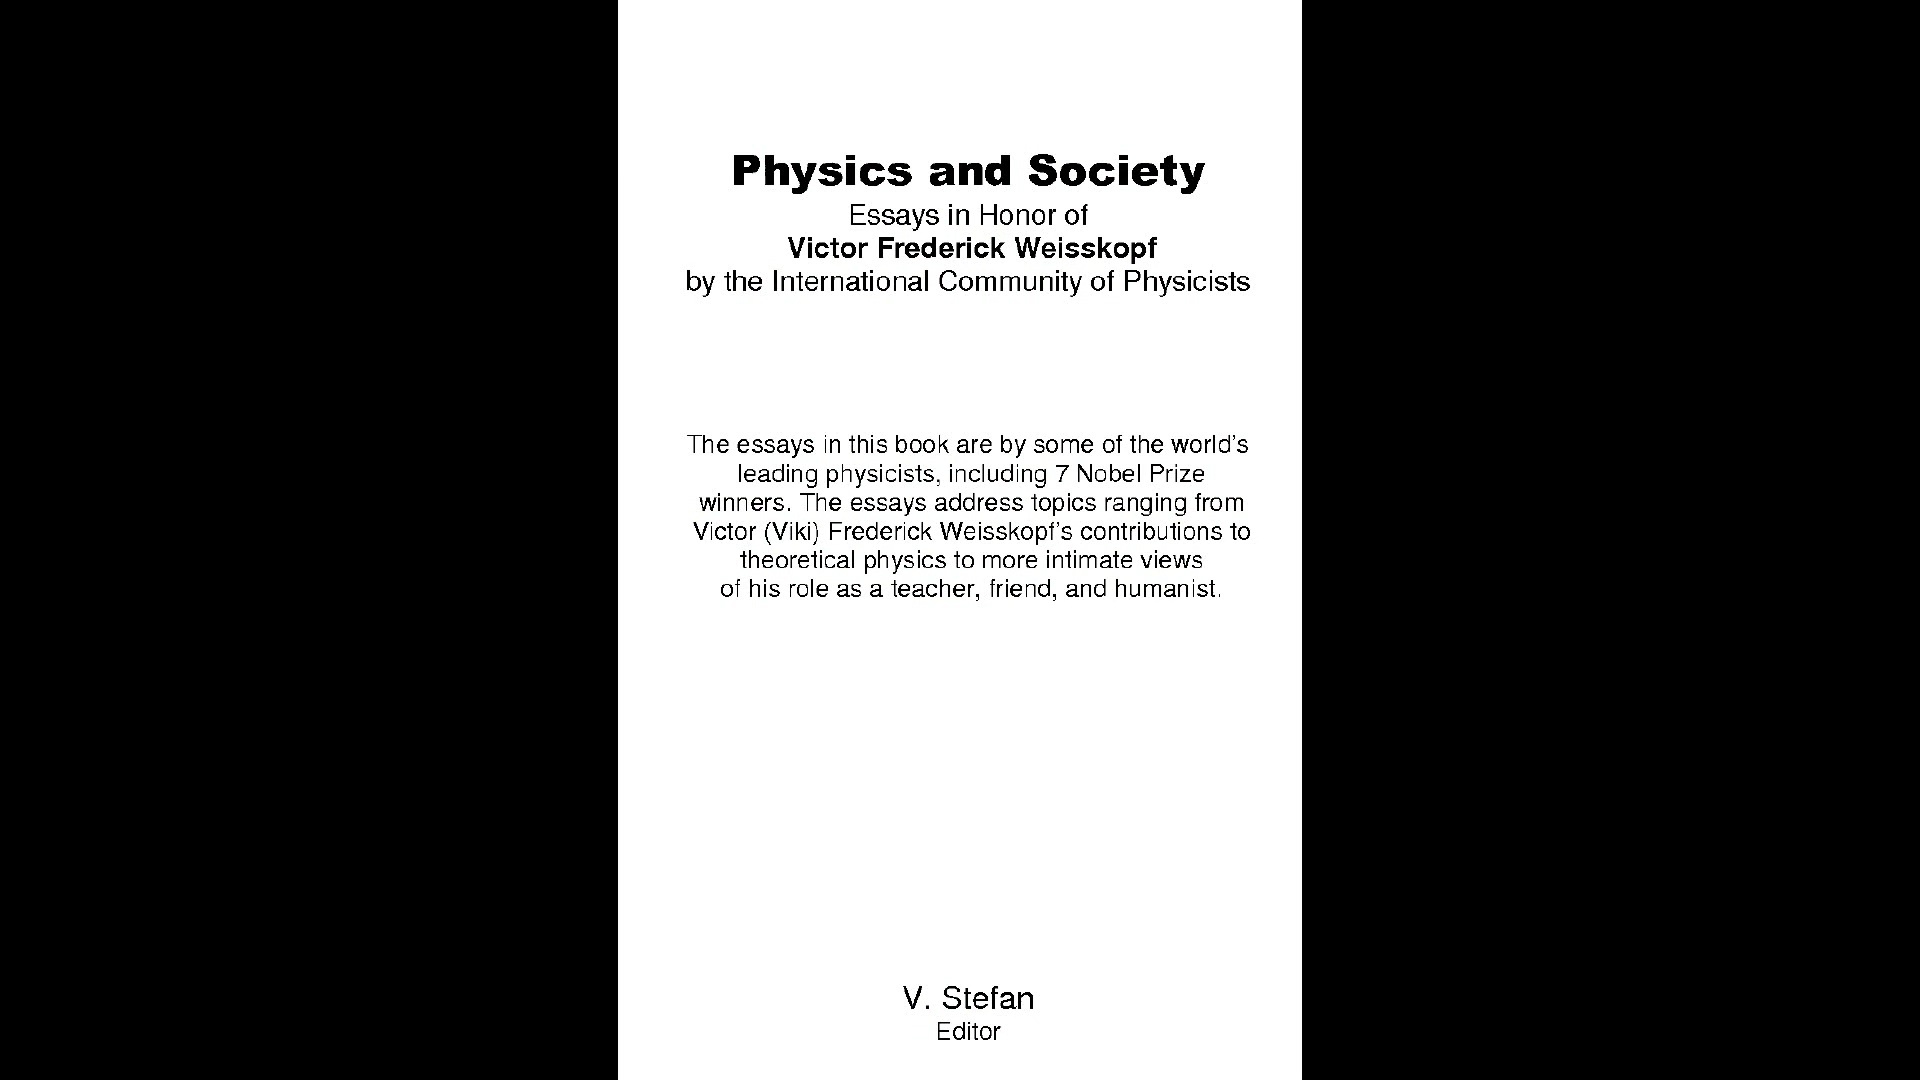 Physics and Society
Essays in Honor of
Victor Frederick Weisskopf
by the International Community of Physicists
The essays in this book are by some of the world's
leading physicists, including 7 Nobel Prize
winners. The essays address topics ranging from
Victor (Viki) Frederick Weisskopf's contributions to
theoretical physics to more intimate views
of his role as a teacher, friend, and humanist.
V. Stefan
Editor